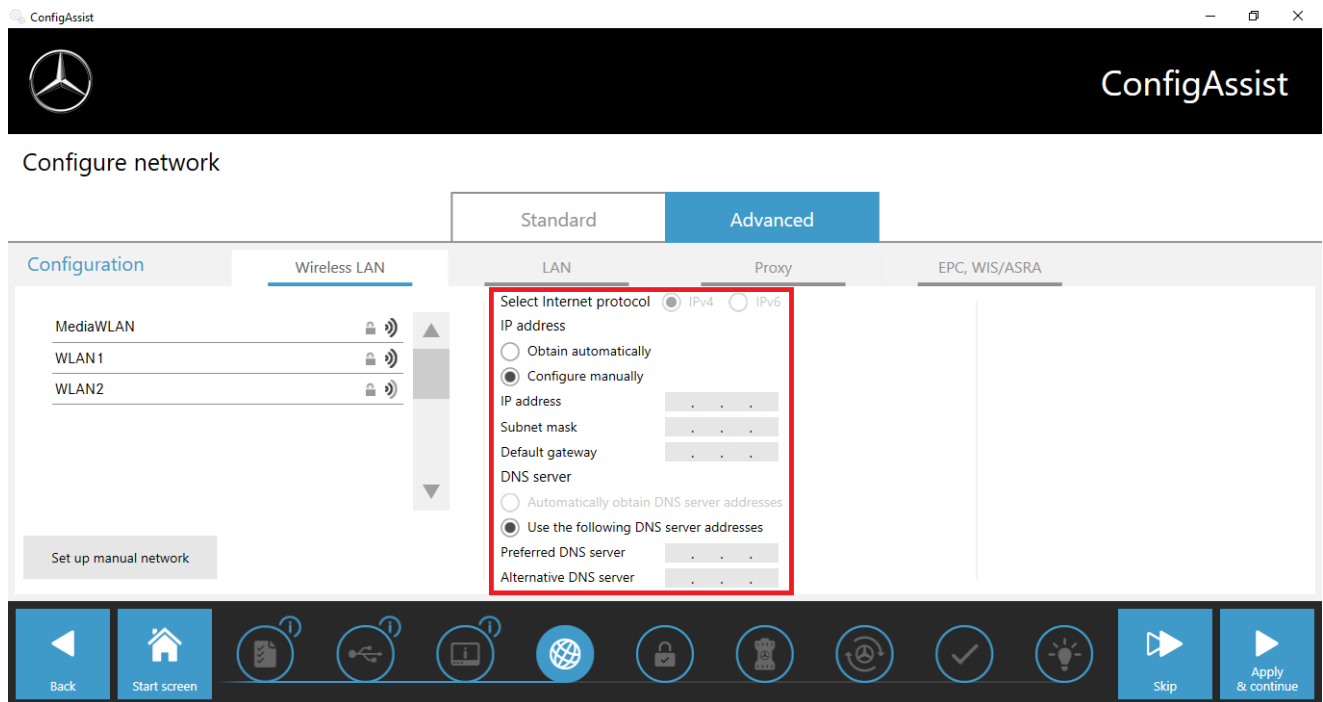 ConfigAssist
ConfigAssist
Configure network
Standard
Advanced
Configuration
Wireless LAN
LAN
Proxy
EPC, WIS/ASRA
MediaWLAN
WLAN1
WLAN2
Set up manual network
Select Internet protocol IPv4 IPv6
IP address
Obtain automatically
Configure manually
IP address . . .
Subnet mask . . .
Default gateway . . .
DNS server
Automatically obtain DNS server addresses
Use the following DNS server addresses
Preferred DNS server . . .
Alternative DNS server . . .
Back
Start screen
Skip
Apply
& continue